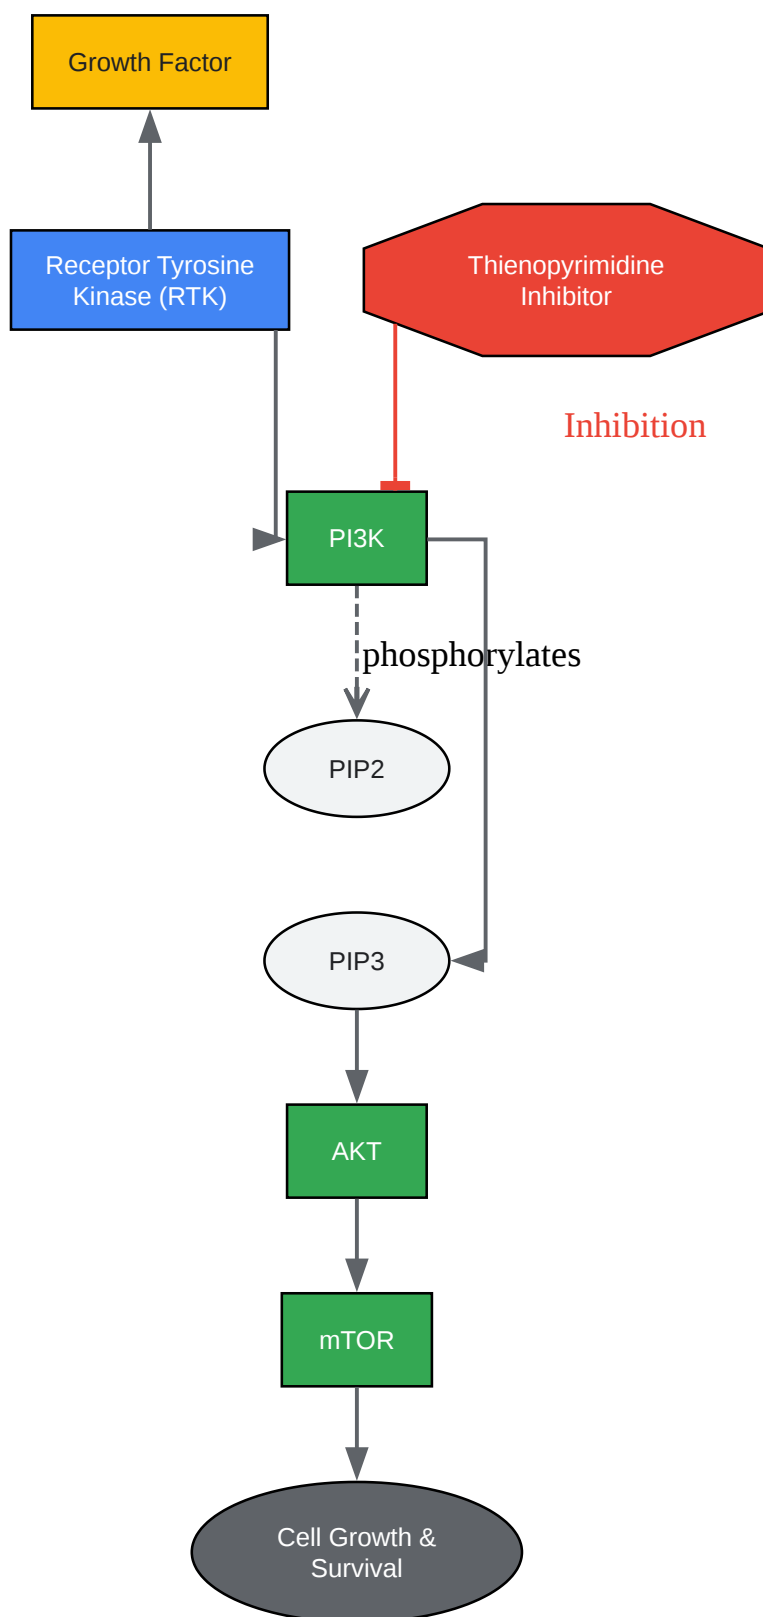 Growth Factor
Receptor Tyrosine
Kinase (RTK)
Thienopyrimidine
Inhibitor
Inhibition
PI3K
phosphorylates
PIP2
PIP3
AKT
mTOR
Cell Growth &
Survival